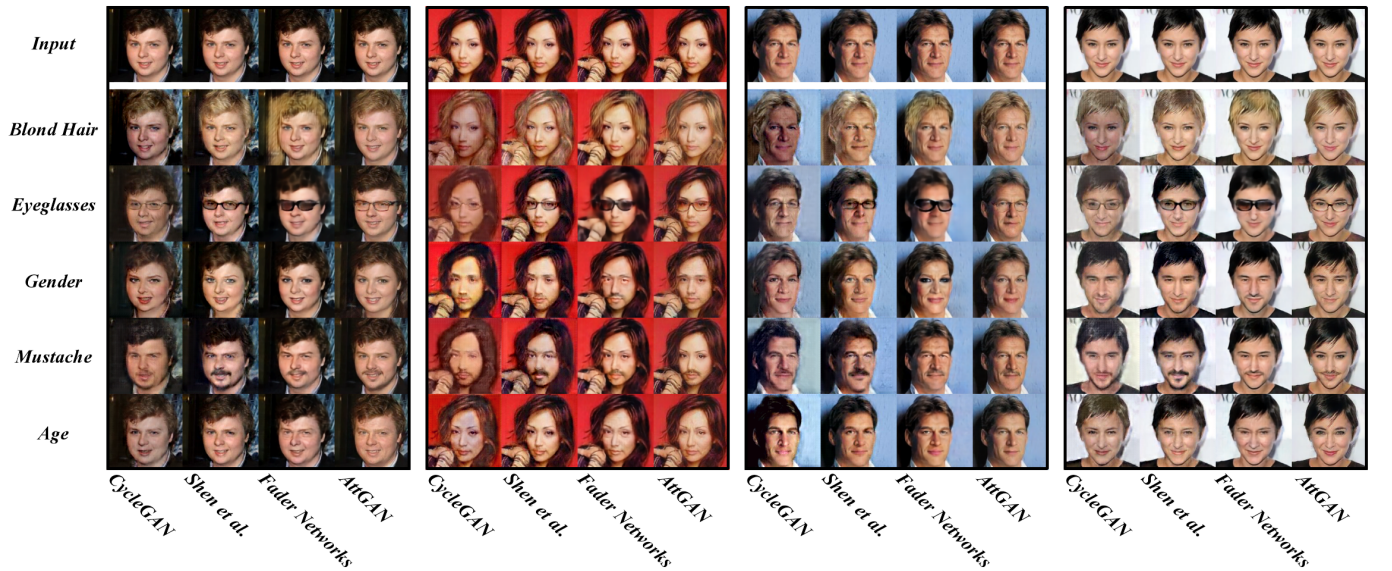 Input
Blond Hair
Eyeglasses
Gender
Mustache
Age
CycleGAN
Shen et al.
Fader Networks
AttGAN
CycleGAN
Shen et al.
Fader Networks
AttGAN
CycleGAN
Shen et al.
Fader Networks
AttGAN
CycleGAN
Shen et al.
Fader Networks
AttGAN